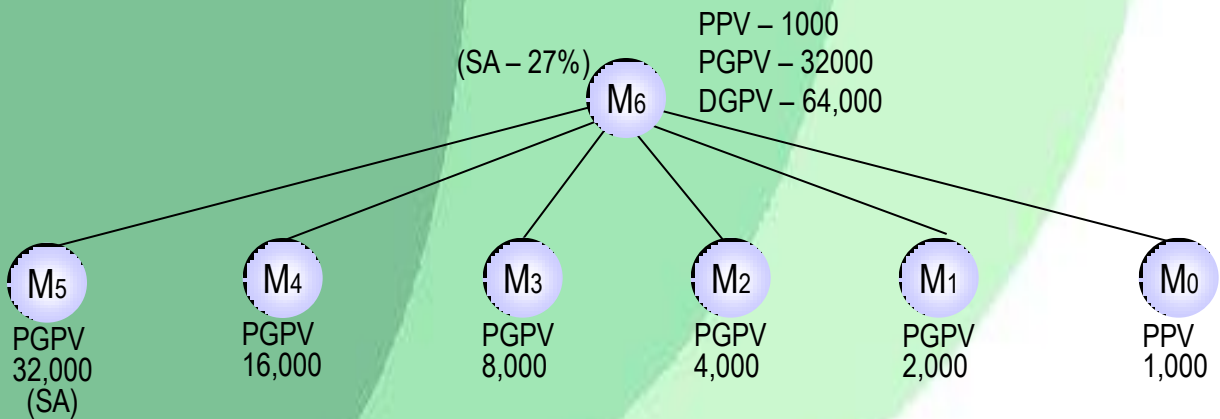 PPV – 1000
(SA – 27%)
PGPV – 32000
M6
DGPV – 64,000
M5
M4
M3
M2
M1
M0
PGPV
32,000
(SA)
PGPV
16,000
PGPV
8,000
PGPV
4,000
PGPV
2,000
PPV
1,000